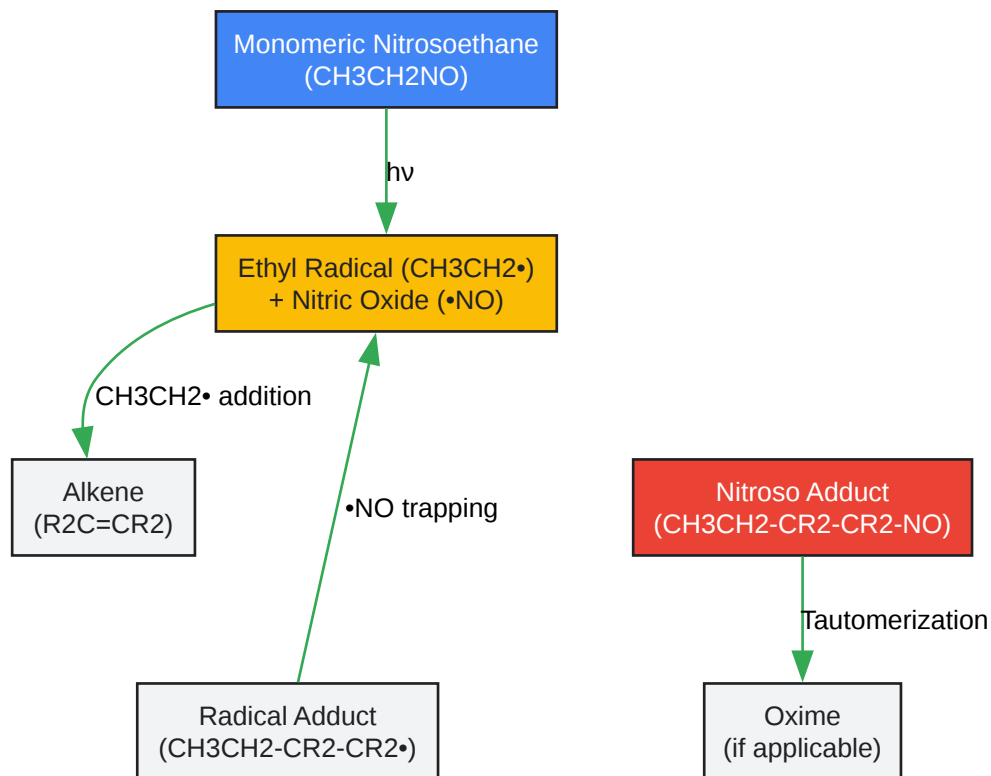 Monomeric Nitrosoethane
(CH3CH2NO)
hν
Ethyl Radical (CH3CH2•)
+ Nitric Oxide (•NO)
CH3CH2• addition
Alkene
(R2C=CR2)
•NO trapping
Nitroso Adduct
(CH3CH2-CR2-CR2-NO)
Tautomerization
Radical Adduct
(CH3CH2-CR2-CR2•)
Oxime
(if applicable)